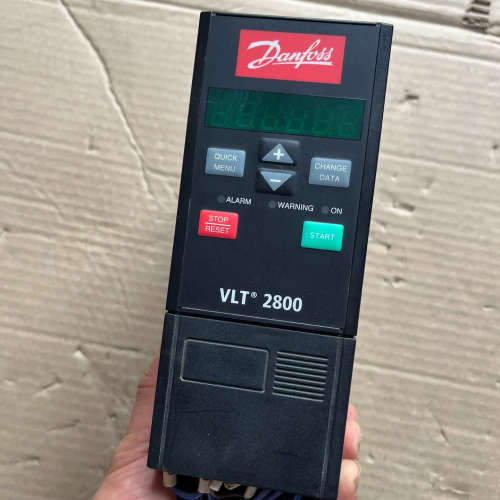 Danfoss
QUICK
MENU
+
CHANGE
DATA
−
ALARM
WARNING
ON
STOP
RESET
START
VLT® 2800